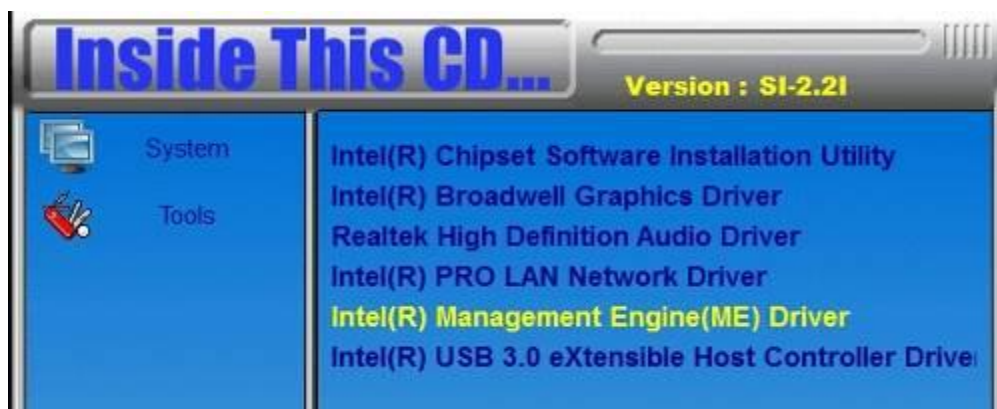 Inside This CD...
Version : SI-2.2I
System
Tools
Intel(R) Chipset Software Installation Utility
Intel(R) Broadwell Graphics Driver
Realtek High Definition Audio Driver
Intel(R) PRO LAN Network Driver
Intel(R) Management Engine(ME) Driver
Intel(R) USB 3.0 eXtensible Host Controller Driver